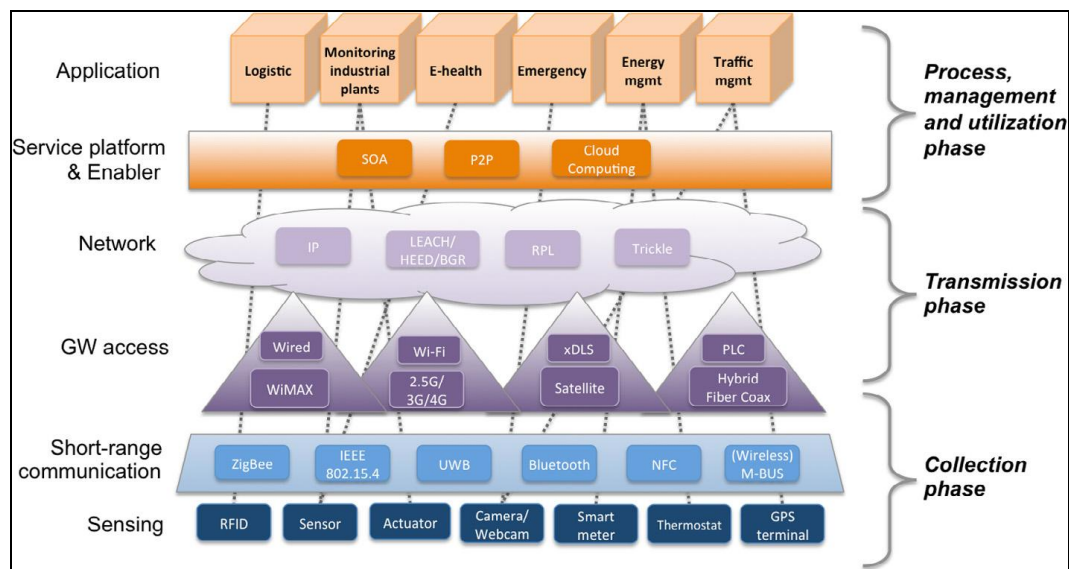 Application
Logistic
Monitoring
industrial
plants
E-health
Emergency
Energy
mgmt
Traffic
mgmt
Process,
management
and utilization
phase
Service platform
& Enabler
SOA
P2P
Cloud
Computing
Network
IP
LEACH/
HEED/BGR
RPL
Trickle
Transmission
phase
GW access
Wired
WiMAX
Wi-Fi
2.5G/
3G/4G
xDLS
Satellite
PLC
Hybrid
Fiber Coax
Short-range
communication
ZigBee
IEEE
802.15.4
UWB
Bluetooth
NFC
(Wireless)
M-BUS
Collection
phase
Sensing
RFID
Sensor
Actuator
Camera/
Webcam
Smart
meter
Thermostat
GPS
terminal